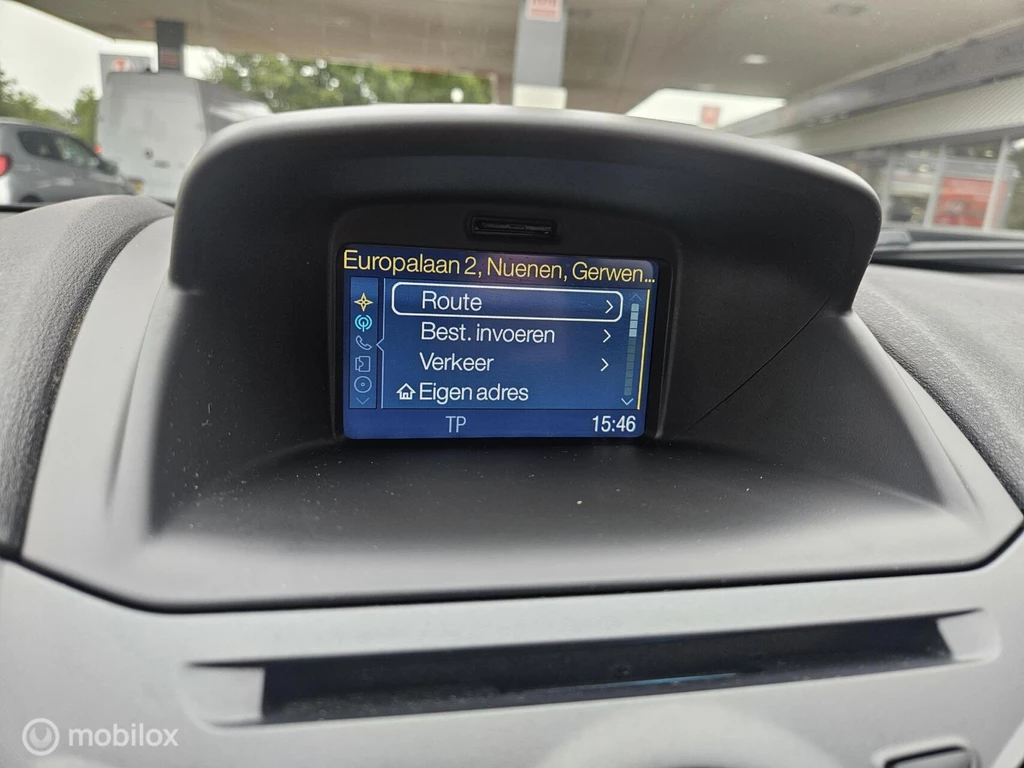 Europalaan 2, Nuenen, Gerwen...
Route
Best. invoeren
Verkeer
Eigen adres
TP
15:46
mobilox